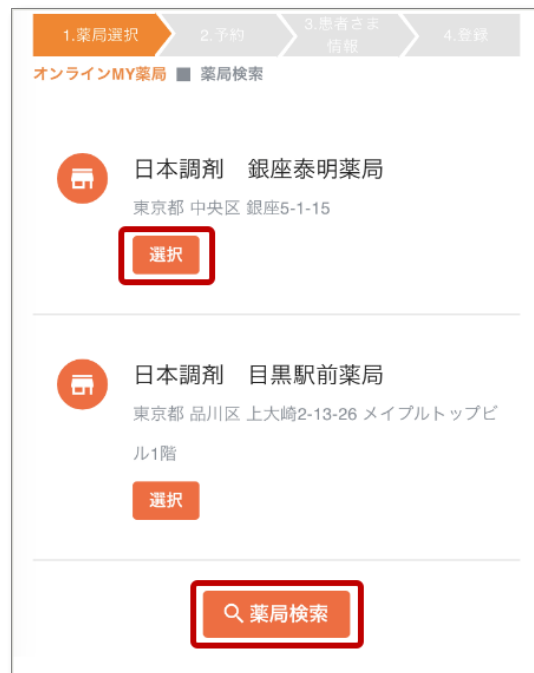 1.薬局選択
2.予約
3.患者さま
情報
4.登録
オンラインMY薬局 ■ 薬局検索
日本調剤　銀座泰明薬局
東京都 中央区 銀座5-1-15
選択
日本調剤　目黒駅前薬局
東京都 品川区 上大崎2-13-26 メイプルトップビ
ル1階
選択
薬局検索